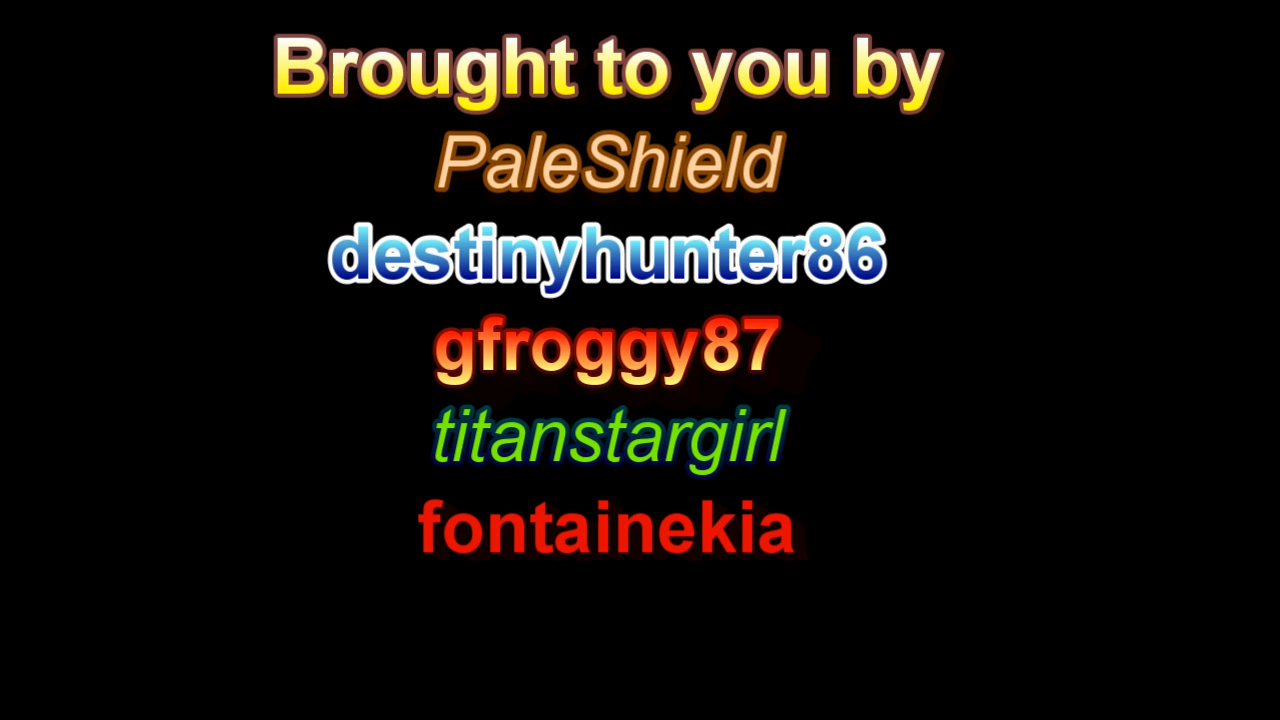 Brought to you by
PaleShield
destinyhunter86
gfroggy87
titanstargirl
fontainekia